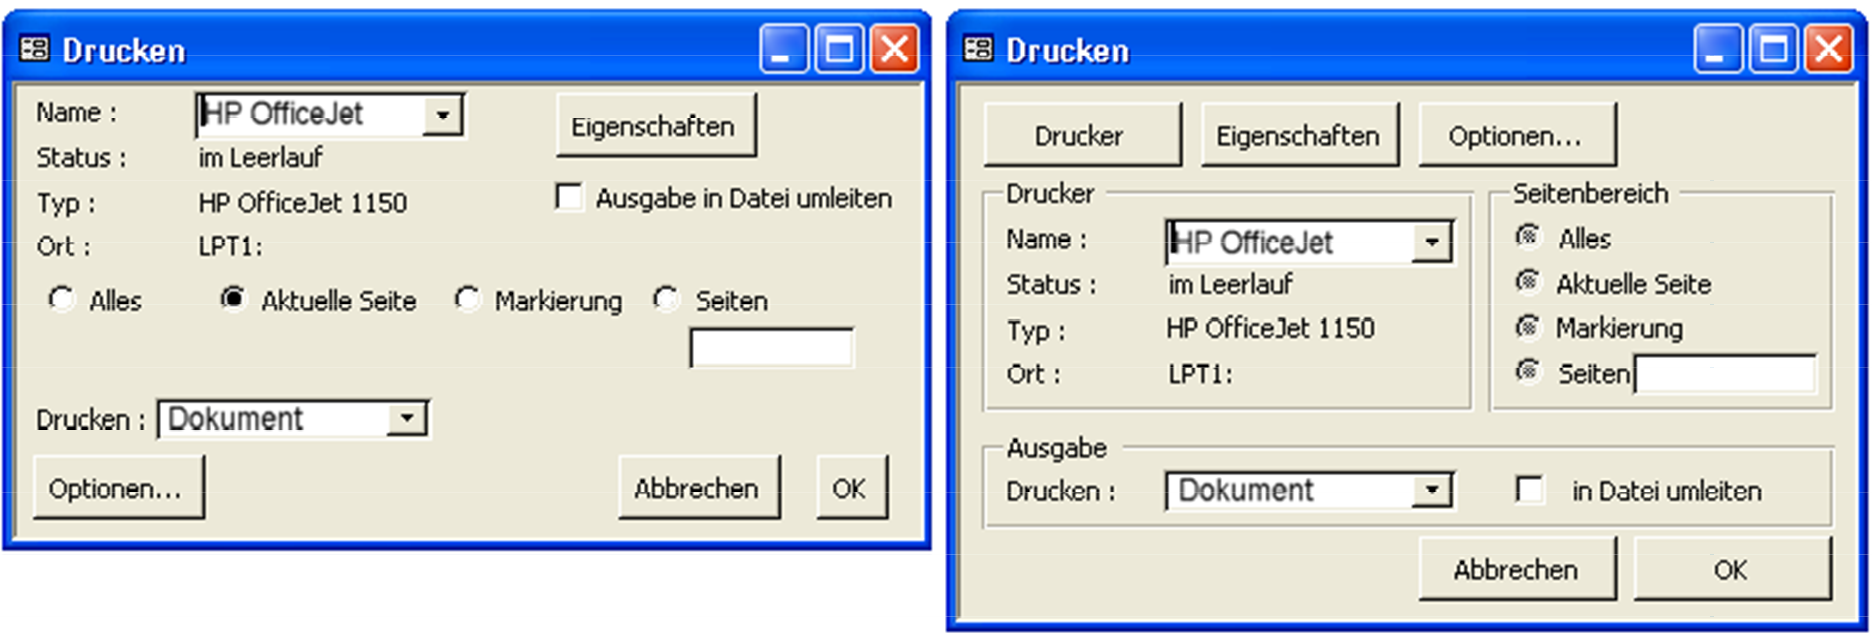 Drucken
Name :
HP OfficeJet
Eigenschaften
Status :
im Leerlauf
Typ :
HP OfficeJet 1150
Ausgabe in Datei umleiten
Ort :
LPT1:
Alles
Aktuelle Seite
Markierung
Seiten
Drucken :
Dokument
Optionen...
Abbrechen
OK
Drucken
Drucker
Eigenschaften
Optionen...
Drucker
Name :
HP OfficeJet
Status :
im Leerlauf
Typ :
HP OfficeJet 1150
Ort :
LPT1:
Seitenbereich
Alles
Aktuelle Seite
Markierung
Seiten
Ausgabe
Drucken :
Dokument
in Datei umleiten
Abbrechen
OK